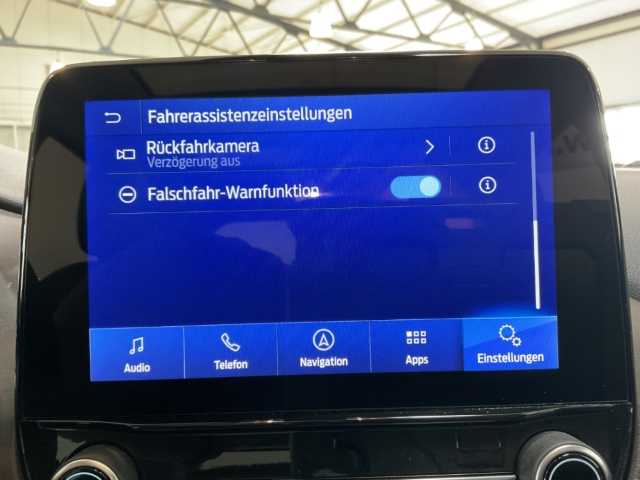 Fahrerassistenzeinstellungen
Rückfahrkamera
Verzögerung aus
Falschfahr-Warnfunktion
Audio
Telefon
Navigation
Apps
Einstellungen